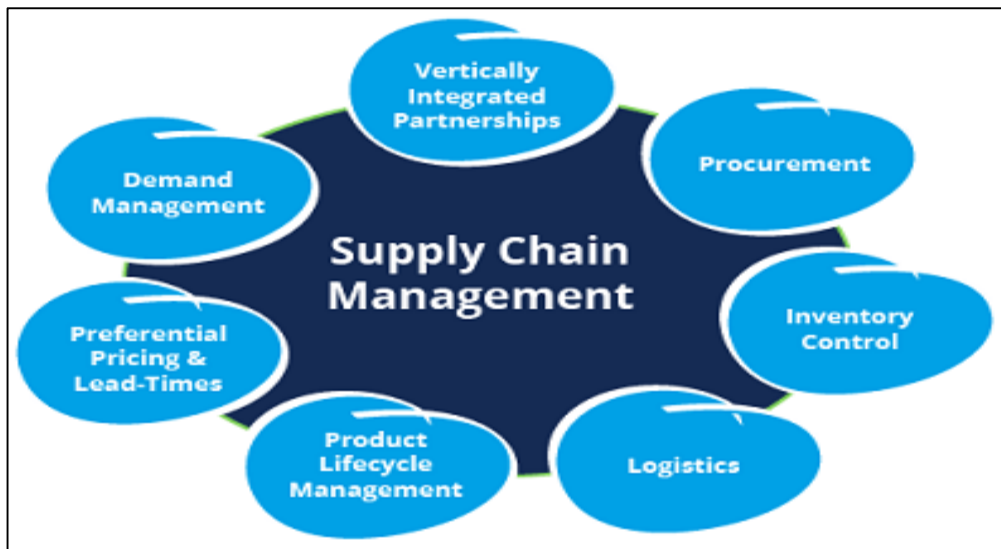 Vertically
Integrated
Partnerships
Procurement
Demand
Management
Supply Chain
Management
Inventory
Control
Preferential
Pricing &
Lead-Times
Product
Lifecycle
Management
Logistics